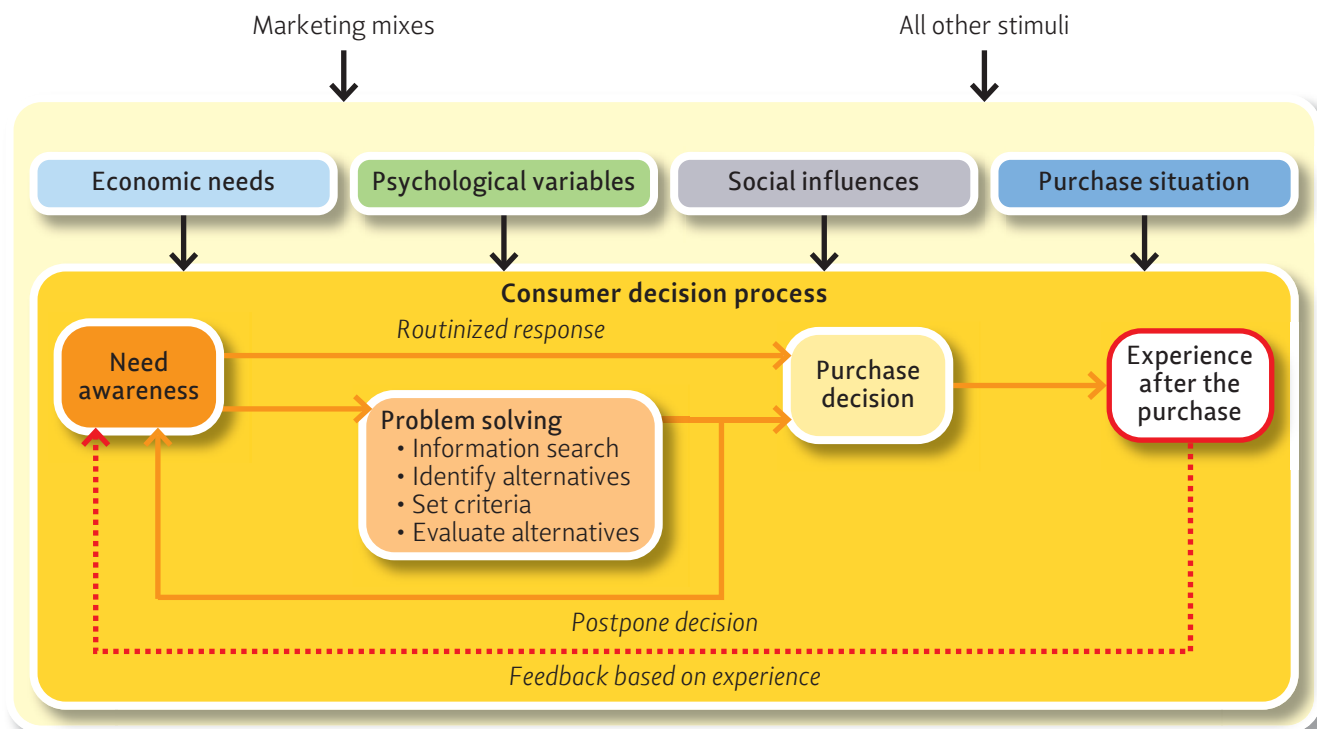 Marketing mixes
All other stimuli
Economic needs
Psychological variables
Social influences
Purchase situation
Consumer decision process
Routinized response
Need
awareness
Problem solving
• Information search
• Identify alternatives
• Set criteria
• Evaluate alternatives
Purchase
decision
Experience
after the
purchase
Postpone decision
Feedback based on experience